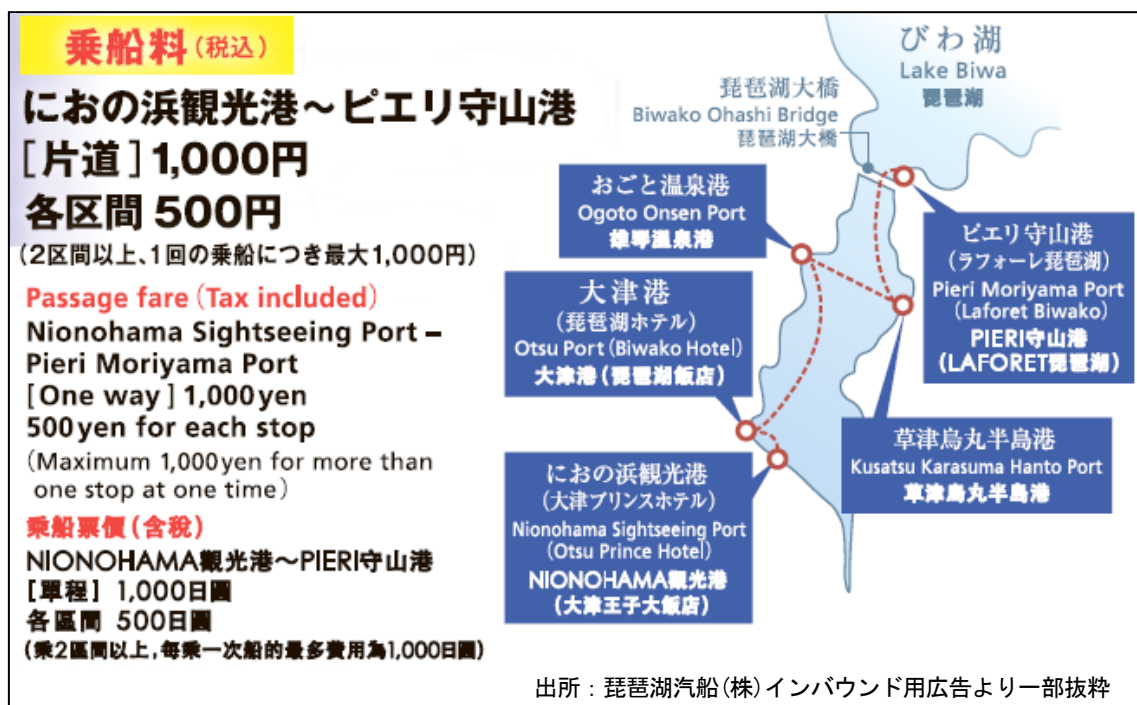 乗船料(税込)
におの浜観光港～ピエリ守山港
[片道]1,000円
各区間 500円
(2区間以上、1回の乗船につき最大1,000円)
Passage fare (Tax included)
Nionohama Sightseeing Port –
Pieri Moriyama Port
[One way] 1,000yen
500yen for each stop
(Maximum 1,000yen for more than
one stop at one time)
乗船票價(含税)
NIONOHAMA觀光港～PIERI守山港
[單程] 1,000日圓
各區間 500日圓
(乘2區間以上,每乘一次船的最多費用為1,000日圓)
びわ湖
Lake Biwa
琵琶湖
琵琶湖大橋
Biwako Ohashi Bridge
琵琶湖大橋
おごと温泉港
Ogoto Onsen Port
雄琴溫泉港
大津港
(琵琶湖ホテル)
Otsu Port (Biwako Hotel)
大津港(琵琶湖飯店)
ピエリ守山港
(ラフォーレ琵琶湖)
Pieri Moriyama Port
(Laforet Biwako)
PIERI守山港
(LAFORET琵琶湖)
におの浜観光港
(大津プリンスホテル)
Nionohama Sightseeing Port
(Otsu Prince Hotel)
NIONOHAMA觀光港
(大津王子大飯店)
草津烏丸半島港
Kusatsu Karasuma Hanto Port
草津烏丸半島港
出所：琵琶湖汽船(株)インバウンド用広告より一部抜粋